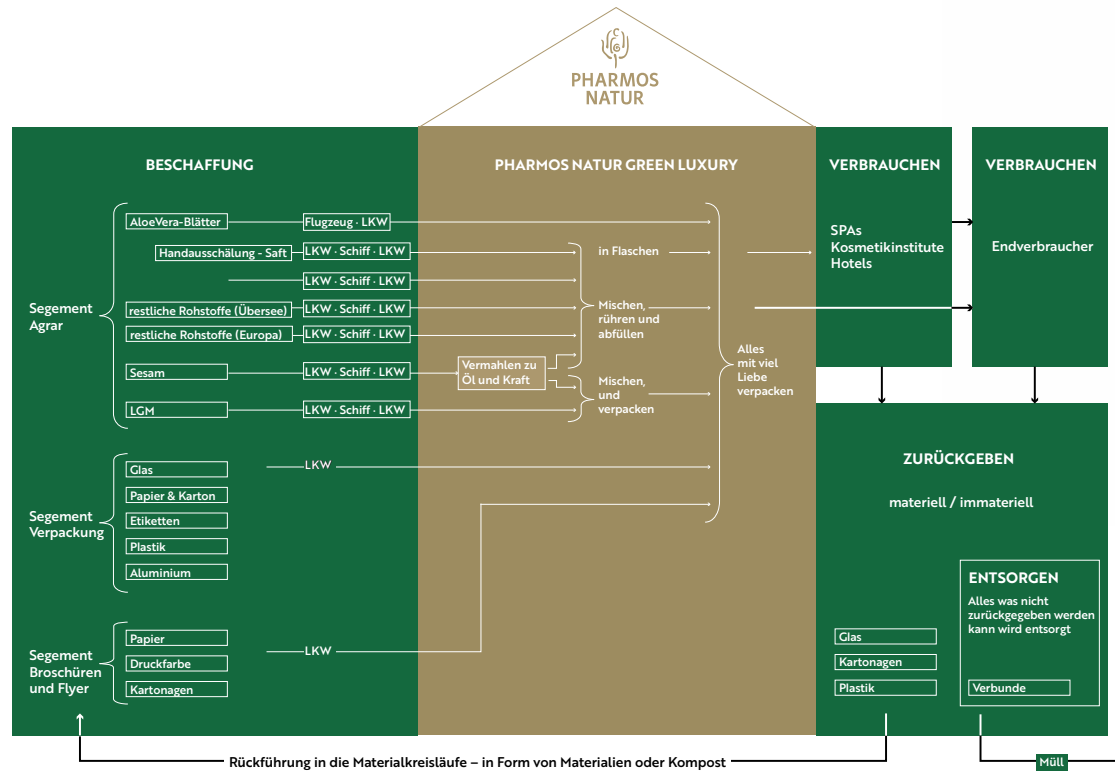 PHARMOS
NATUR
BESCHAFFUNG
Segement
Agrar
AloeVera-Blätter
Flugzeug · LKW
Handausschälung - Saft
LKW · Schiff · LKW
LKW · Schiff · LKW
restliche Rohstoffe (Übersee)
LKW · Schiff · LKW
restliche Rohstoffe (Europa)
LKW · Schiff · LKW
Sesam
LKW · Schiff · LKW
LGM
LKW · Schiff · LKW
Segement
Verpackung
Glas
LKW
Papier & Karton
Etiketten
Plastik
Aluminium
Segement
Broschüren
und Flyer
Papier
LKW
Druckfarbe
Kartonagen
PHARMOS NATUR GREEN LUXURY
in Flaschen
Mischen,
rühren und
abfüllen
Vermahlen zu
Öl und Kraft
Mischen,
und
verpacken
Alles
mit viel
Liebe
verpacken
VERBRAUCHEN
SPAs
Kosmetikinstitute
Hotels
VERBRAUCHEN
Endverbraucher
ZURÜCKGEBEN
materiell / immateriell
Glas
Kartonagen
Plastik
ENTSORGEN
Alles was nicht
zurückgegeben werden
kann wird entsorgt
Verbunde
Rückführung in die Materialkreisläufe – in Form von Materialien oder Kompost
Müll